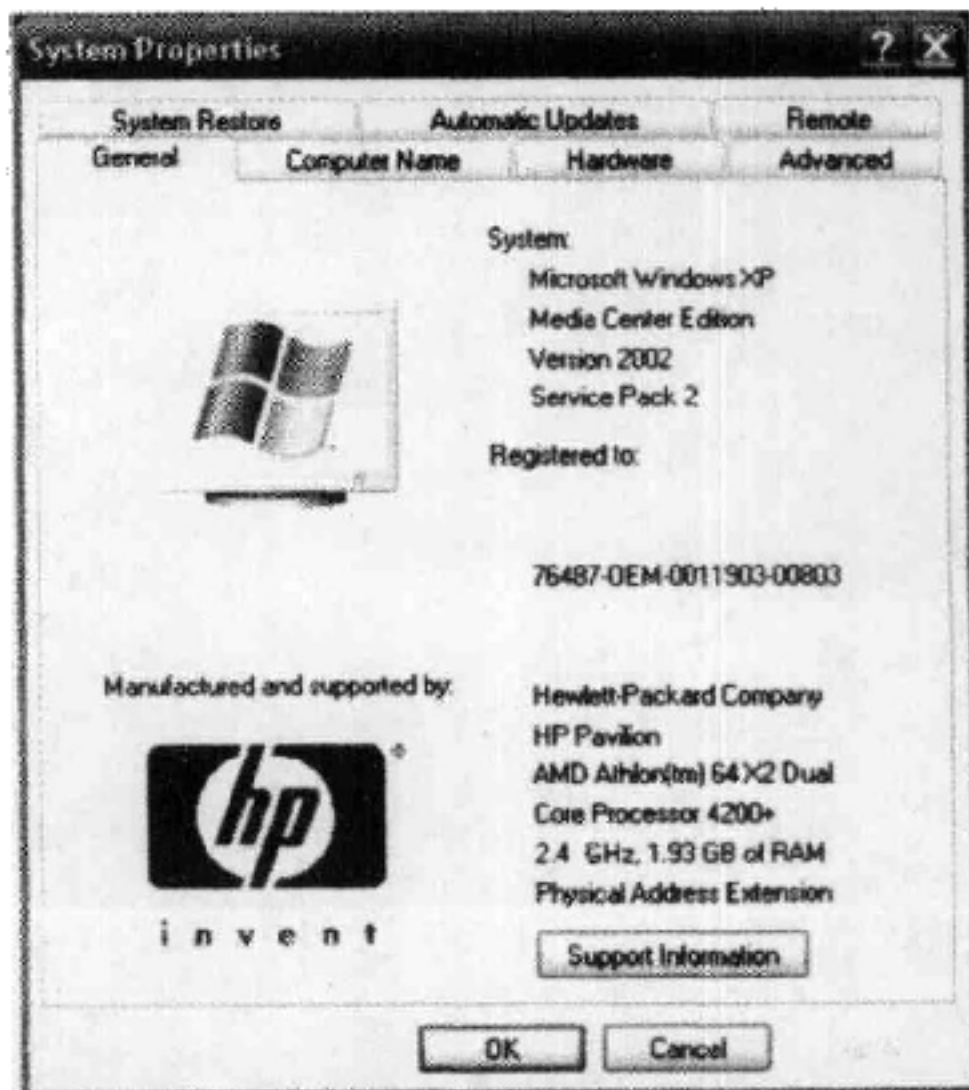 System Properties ? X
System Restore Automatic Updates Remote
General Computer Name Hardware Advanced
System:
Microsoft Windows XP
Media Center Edition
Version 2002
Service Pack 2
Registered to:
76487-OEM-0011903-00803
Manufactured and supported by:
Hewlett-Packard Company
HP Pavilion
AMD Athlon(tm) 64 X2 Dual
Core Processor 4200+
2.4 GHz, 1.93 GB of RAM
Physical Address Extension
hp
®
invent
Support Information
OK Cancel